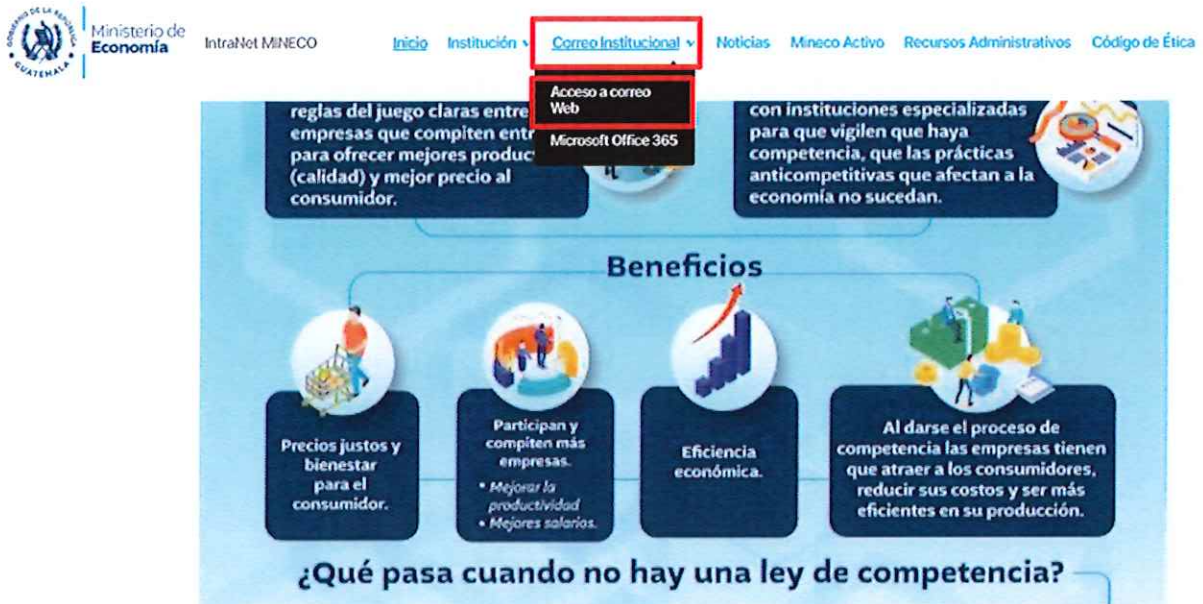 GOBIERNO DE LA REPÚBLICA
GUATEMALA
Ministerio de
Economía
IntraNet MINECO
Inicio
Institución
Correo Institucional
Noticias
Mineco Activo
Recursos Administrativos
Código de Ética
Acceso a correo
Web
Microsoft Office 365
reglas del juego claras entre
empresas que compiten entr
para ofrecer mejores produc
(calidad) y mejor precio al
consumidor.
con instituciones especializadas
para que vigilen que haya
competencia, que las prácticas
anticompetitivas que afectan a la
economía no sucedan.
Beneficios
Precios justos y
bienestar
para el
consumidor.
Participan y
compiten más
empresas.
• Mejorar la
productividad
• Mejores salarios.
Eficiencia
económica.
Al darse el proceso de
competencia las empresas tienen
que atraer a los consumidores,
reducir sus costos y ser más
eficientes en su producción.
¿Qué pasa cuando no hay una ley de competencia?